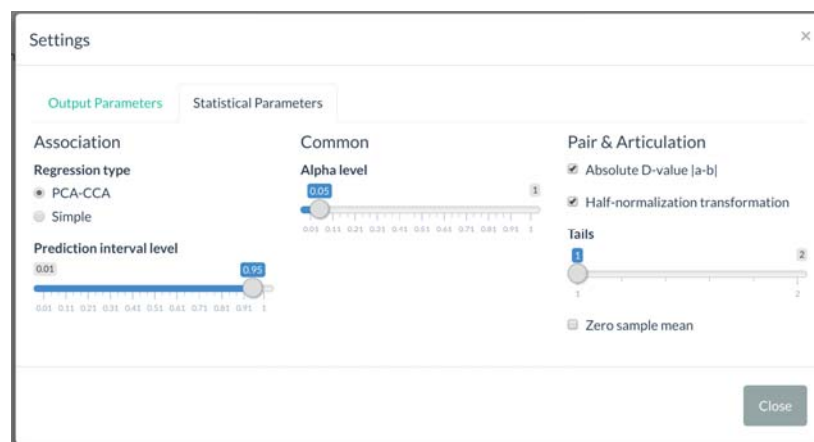 Settings
×
Output Parameters
Statistical Parameters
Association
Regression type
PCA-CCA
Simple
Prediction interval level
0.01
0.95
0.01 0.11 0.21 0.31 0.41 0.51 0.61 0.71 0.81 0.91 1
Common
Alpha level
0.05
1
0.01 0.11 0.21 0.31 0.41 0.51 0.61 0.71 0.81 0.91 1
Pair & Articulation
Absolute D-value |a-b|
Half-normalization transformation
Tails
1
2
1 2
Zero sample mean
Close